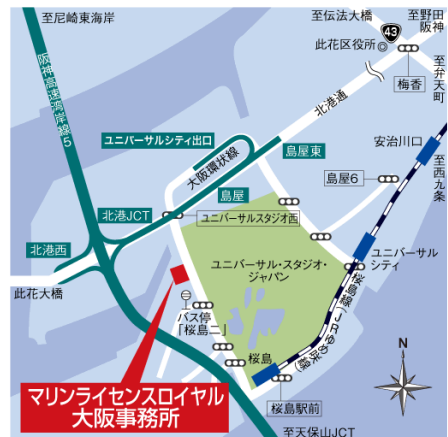 至尼崎東海岸
至伝法大橋
43
至野田
阪神
此花区役所
梅香
至弁天町
阪神高速湾岸線5
北港通
ユニバーサルシティ出口
大阪環状線
島屋東
安治川口
至西九条
島屋
島屋6
北港JCT
ユニバーサルスタジオ西
北港西
ユニバーサル・スタジオ・
ジャパン
ユニバーサル
シティ
此花大橋
バス停
「桜島二」
桜島線(JRゆめ咲線)
桜島
マリンライセンスロイヤル
大阪事務所
桜島駅前
N
至天保山JCT